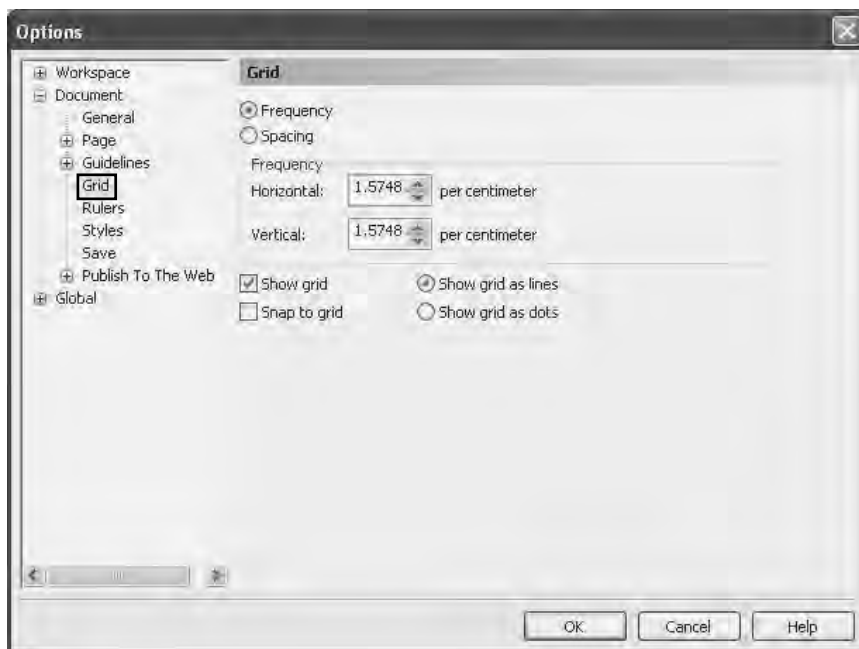 Options
Workspace
Document
General
Page
Guidelines
Grid
Rulers
Styles
Save
Publish To The Web
Global
Grid
Frequency
Spacing
Frequency
Horizontal: 1.5748 per centimeter
Vertical: 1.5748 per centimeter
Show grid Show grid as lines
Snap to grid Show grid as dots
OK Cancel Help